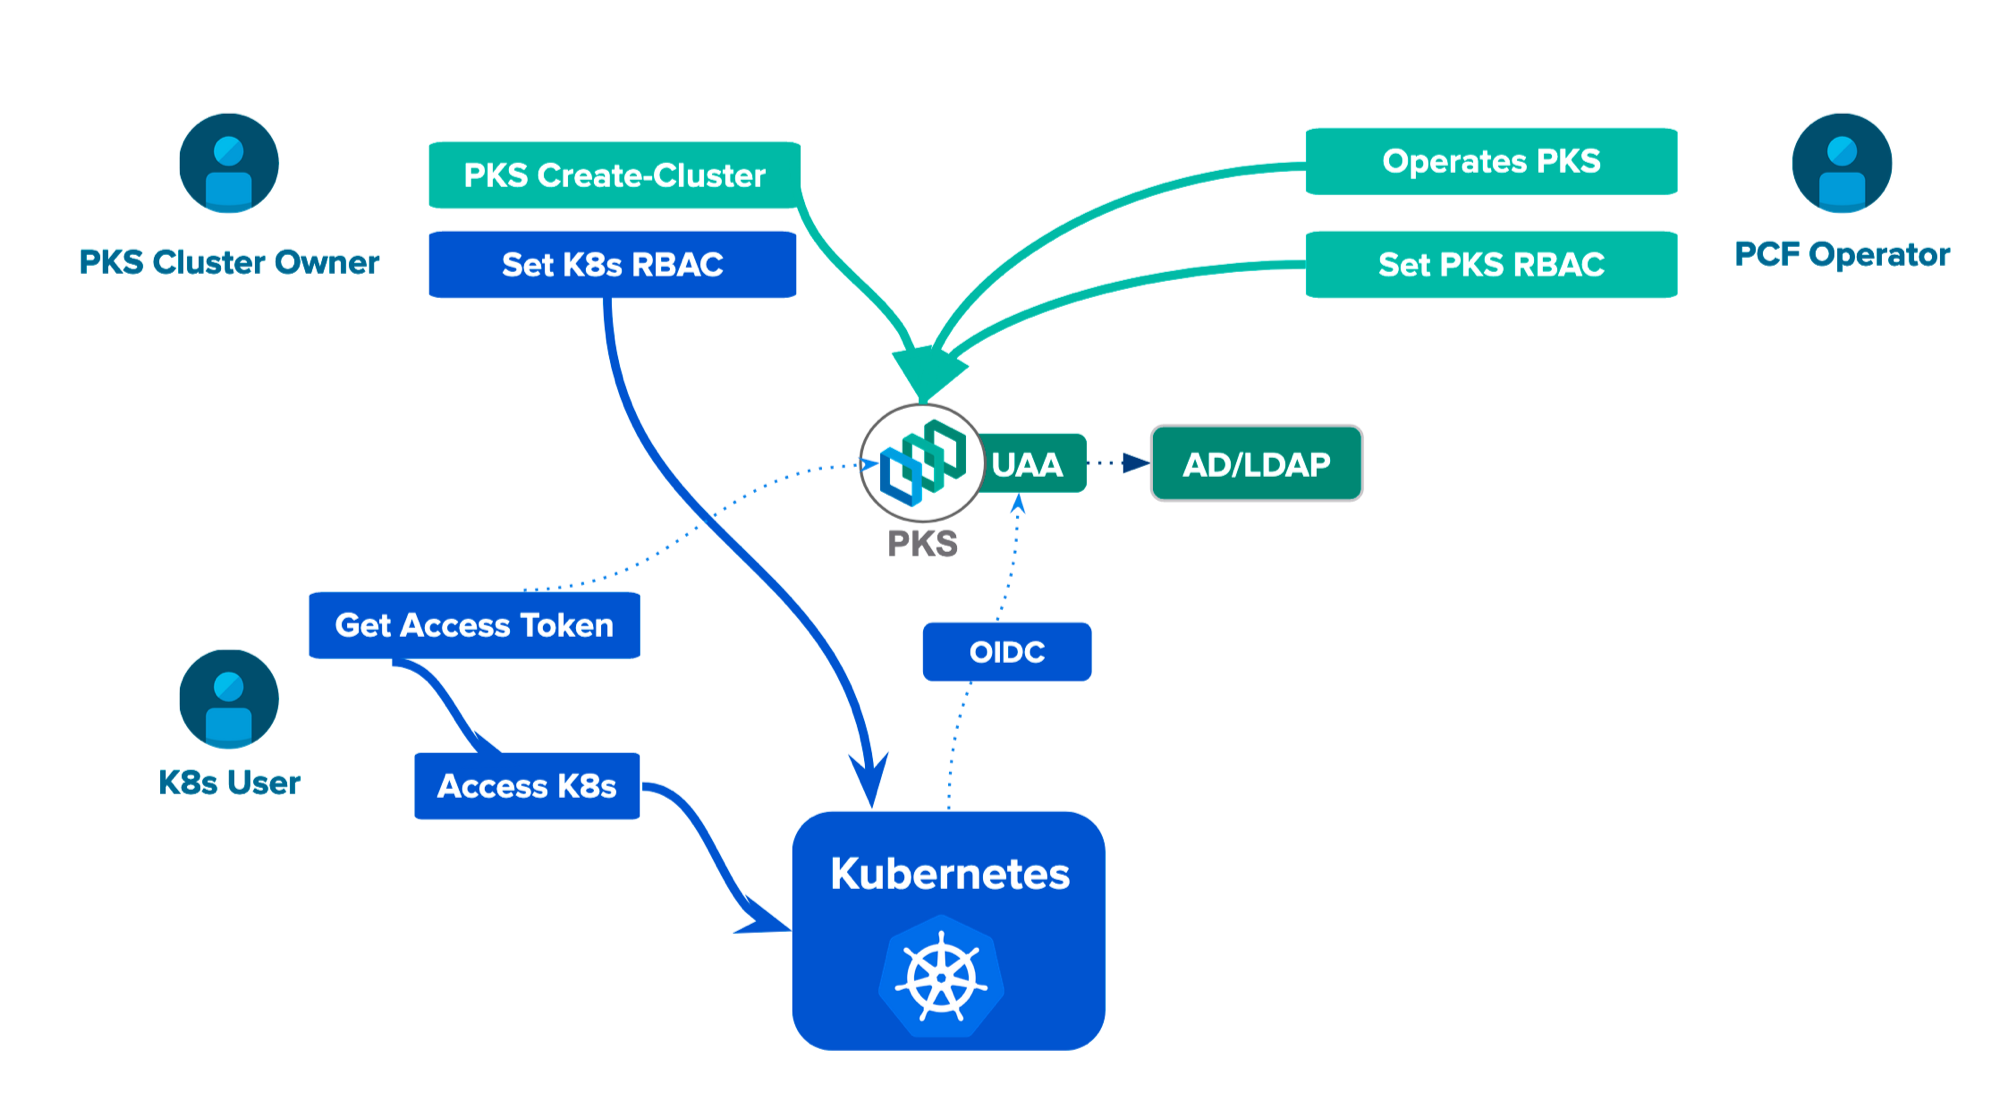 PKS Create-Cluster
Operates PKS
PKS Cluster Owner
Set K8s RBAC
Set PKS RBAC
PCF Operator
UAA
AD/LDAP
PKS
Get Access Token
OIDC
K8s User
Access K8s
Kubernetes